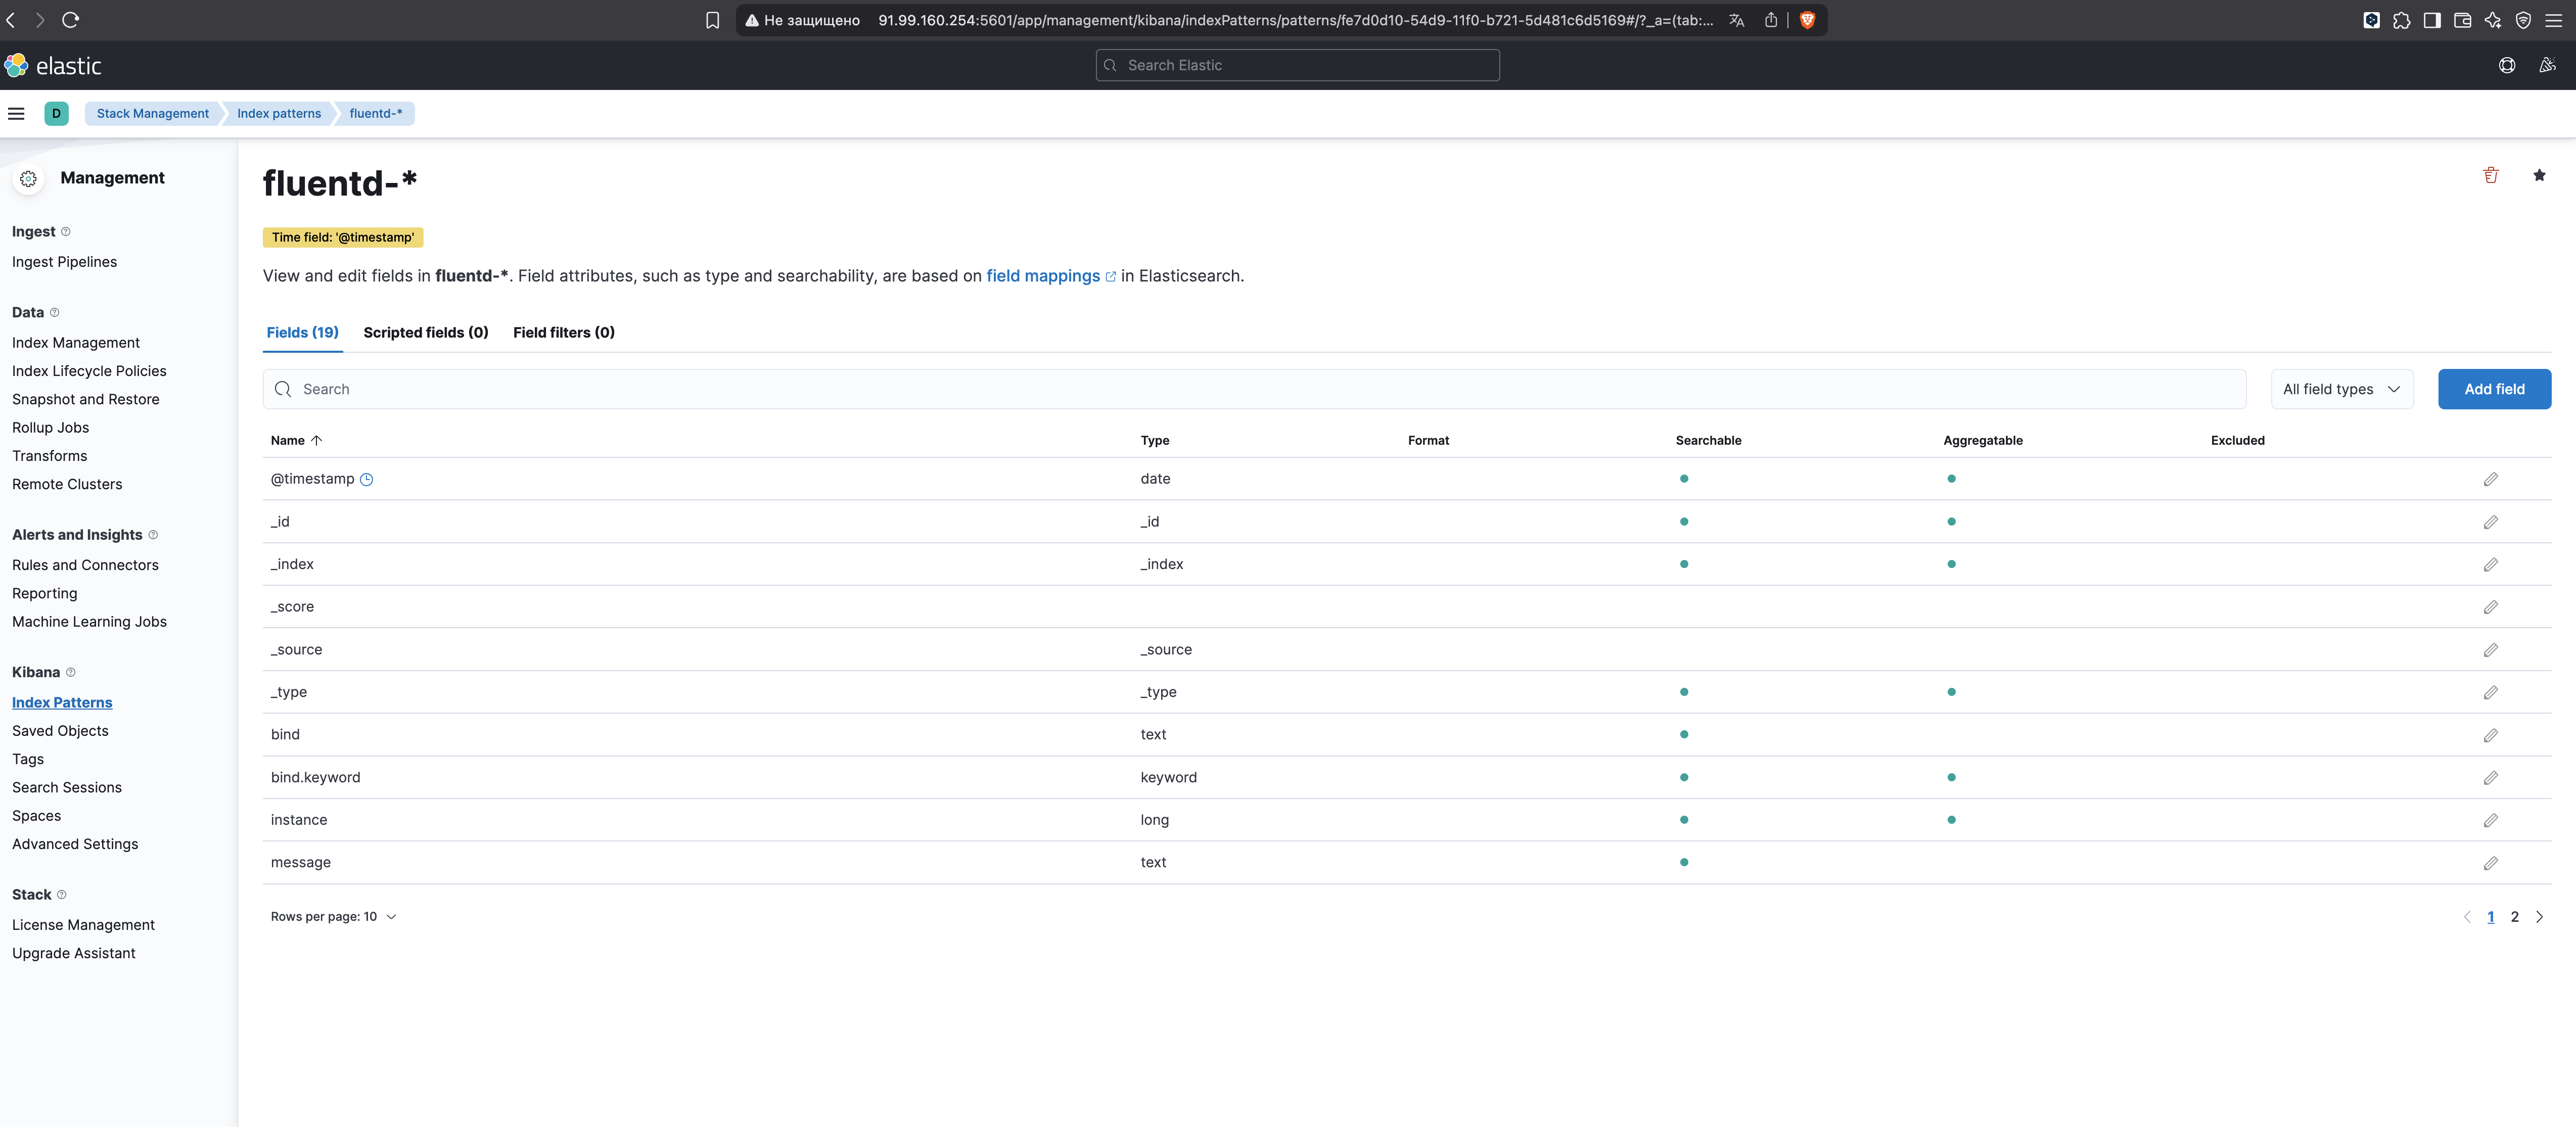 Не защищено 91.99.160.254:5601/app/management/kibana/indexPatterns/patterns/fe7d0d10-54d9-11f0-b721-5d481c6d5169#/?_a=(tab:...
elastic
Search Elastic
D Stack Management Index patterns fluentd-*
Management
Ingest
Ingest Pipelines
Data
Index Management
Index Lifecycle Policies
Snapshot and Restore
Rollup Jobs
Transforms
Remote Clusters
Alerts and Insights
Rules and Connectors
Reporting
Machine Learning Jobs
Kibana
Index Patterns
Saved Objects
Tags
Search Sessions
Spaces
Advanced Settings
Stack
License Management
Upgrade Assistant
fluentd-*
Time field: '@timestamp'
View and edit fields in fluentd-*. Field attributes, such as type and searchability, are based on field mappings in Elasticsearch.
Fields (19) Scripted fields (0) Field filters (0)
Search All field types Add field
Name Type Format Searchable Aggregatable Excluded
@timestamp date
_id _id
_index _index
_score
_source _source
_type _type
bind text
bind.keyword keyword
instance long
message text
Rows per page: 10 1 2